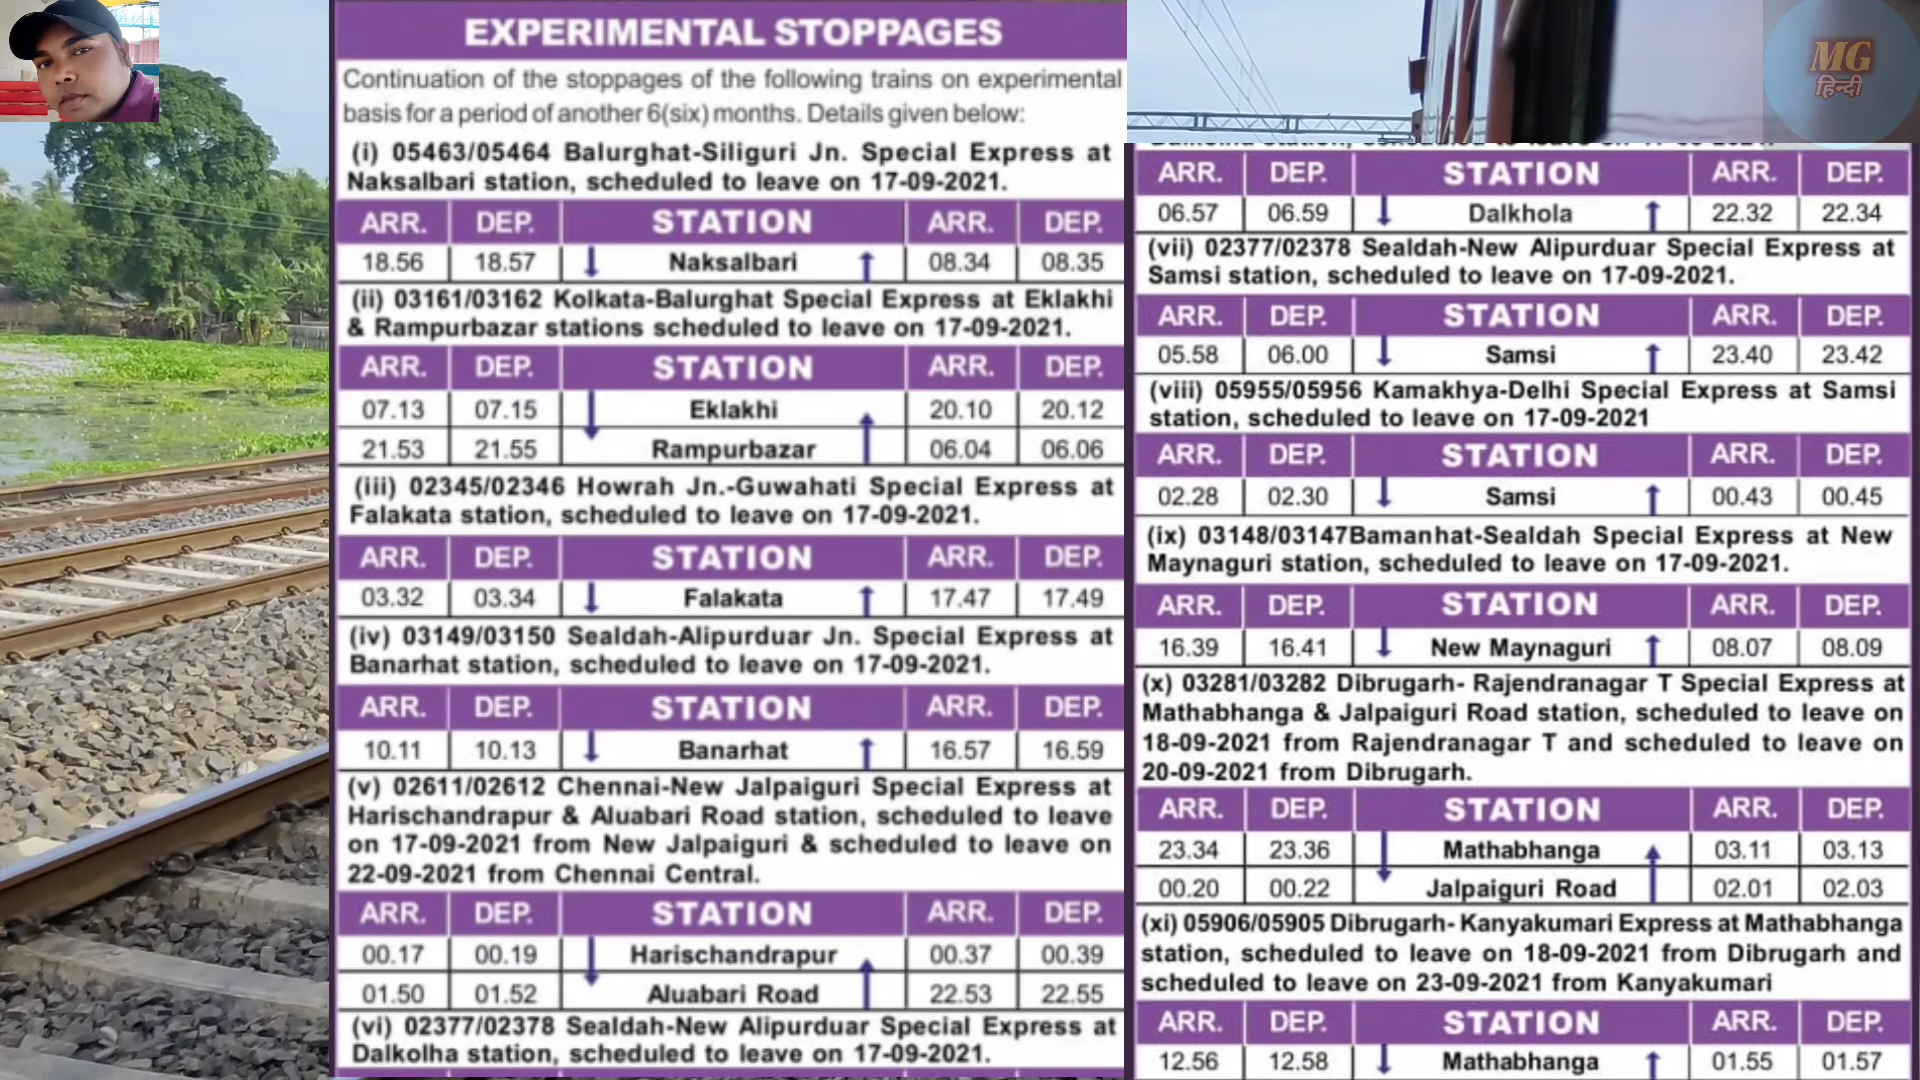 EXPERIMENTAL STOPPAGES
Continuation of the stoppages of the following trains on experimental
basis for a period of another 6(six) months. Details given below:
(i) 05463/05464 Balurghat-Siliguri Jn. Special Express at
Naksalbari station, scheduled to leave on 17-09-2021.
ARR. DEP. STATION ARR. DEP.
18.56 18.57 ↓ Naksalbari ↑ 08.34 08.35
(ii) 03161/03162 Kolkata-Balurghat Special Express at Eklakhi
& Rampurbazar stations scheduled to leave on 17-09-2021.
ARR. DEP. STATION ARR. DEP.
07.13 07.15 ↓ Eklakhi ↑ 20.10 20.12
21.53 21.55 Rampurbazar 06.04 06.06
(iii) 02345/02346 Howrah Jn.-Guwahati Special Express at
Falakata station, scheduled to leave on 17-09-2021.
ARR. DEP. STATION ARR. DEP.
03.32 03.34 ↓ Falakata ↑ 17.47 17.49
(iv) 03149/03150 Sealdah-Alipurduar Jn. Special Express at
Banarhat station, scheduled to leave on 17-09-2021.
ARR. DEP. STATION ARR. DEP.
10.11 10.13 ↓ Banarhat ↑ 16.57 16.59
(v) 02611/02612 Chennai-New Jalpaiguri Special Express at
Harischandrapur & Aluabari Road station, scheduled to leave
on 17-09-2021 from New Jalpaiguri & scheduled to leave on
22-09-2021 from Chennai Central.
ARR. DEP. STATION ARR. DEP.
00.17 00.19 ↓ Harischandrapur ↑ 00.37 00.39
01.50 01.52 Aluabari Road 22.53 22.55
(vi) 02377/02378 Sealdah-New Alipurduar Special Express at
Dalkolha station, scheduled to leave on 17-09-2021.
MG
हिन्दी
ARR. DEP. STATION ARR. DEP.
06.57 06.59 ↓ Dalkhola ↑ 22.32 22.34
(vii) 02377/02378 Sealdah-New Alipurduar Special Express at
Samsi station, scheduled to leave on 17-09-2021.
ARR. DEP. STATION ARR. DEP.
05.58 06.00 ↓ Samsi ↑ 23.40 23.42
(viii) 05955/05956 Kamakhya-Delhi Special Express at Samsi
station, scheduled to leave on 17-09-2021
ARR. DEP. STATION ARR. DEP.
02.28 02.30 ↓ Samsi ↑ 00.43 00.45
(ix) 03148/03147Bamanhat-Sealdah Special Express at New
Maynaguri station, scheduled to leave on 17-09-2021.
ARR. DEP. STATION ARR. DEP.
16.39 16.41 ↓ New Maynaguri ↑ 08.07 08.09
(x) 03281/03282 Dibrugarh- Rajendranagar T Special Express at
Mathabhanga & Jalpaiguri Road station, scheduled to leave on
18-09-2021 from Rajendranagar T and scheduled to leave on
20-09-2021 from Dibrugarh.
ARR. DEP. STATION ARR. DEP.
23.34 23.36 ↓ Mathabhanga ↑ 03.11 03.13
00.20 00.22 Jalpaiguri Road 02.01 02.03
(xi) 05906/05905 Dibrugarh- Kanyakumari Express at Mathabhanga
station, scheduled to leave on 18-09-2021 from Dibrugarh and
scheduled to leave on 23-09-2021 from Kanyakumari
ARR. DEP. STATION ARR. DEP.
12.56 12.58 ↓ Mathabhanga ↑ 01.55 01.57